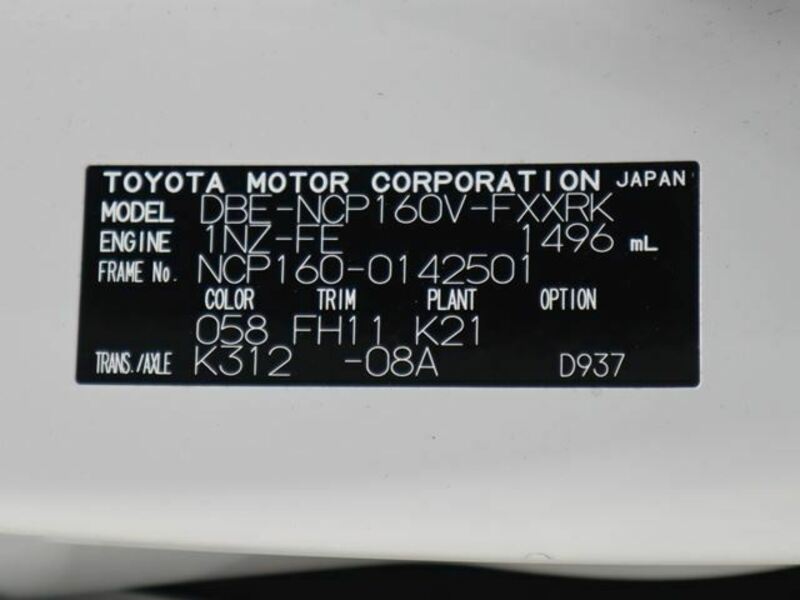 TOYOTA MOTOR CORPORATION JAPAN
MODEL DBE-NCP160V-FXXRK
ENGINE 1NZ-FE 1496 mL
FRAME No. NCP160-0142501
COLOR TRIM PLANT OPTION
058 FH11 K21
TRANS./AXLE K312 -08A D937